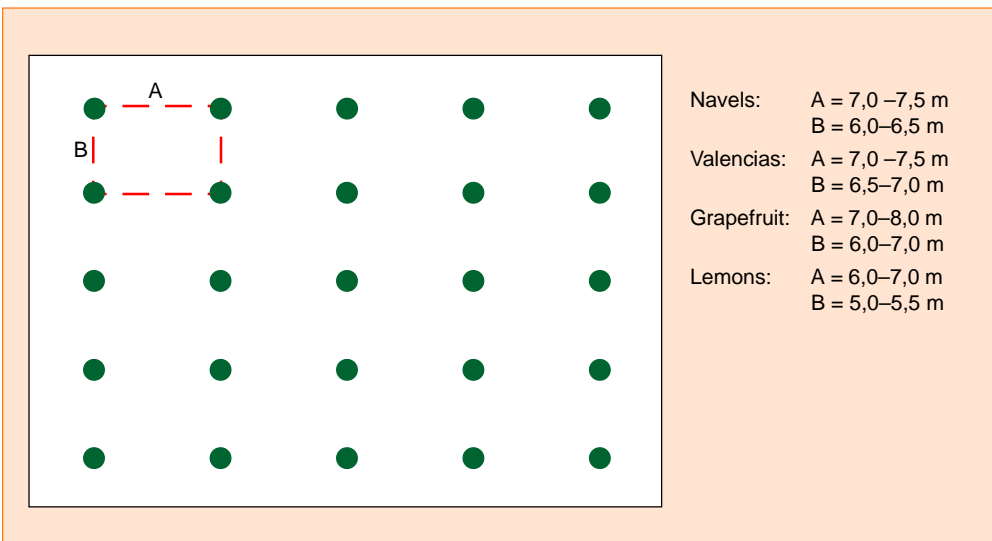 A
B
Navels: A = 7,0 –7,5 m
B = 6,0–6,5 m
Valencias: A = 7,0 –7,5 m
B = 6,5–7,0 m
Grapefruit: A = 7,0–8,0 m
B = 6,0–7,0 m
Lemons: A = 6,0–7,0 m
B = 5,0–5,5 m